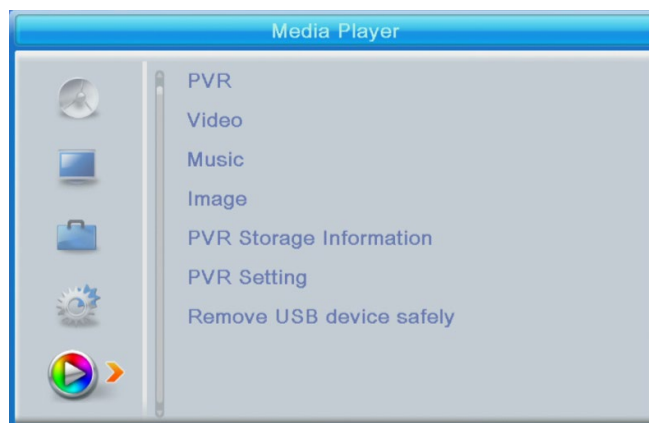 Media Player
PVR
Video
Music
Image
PVR Storage Information
PVR Setting
Remove USB device safely